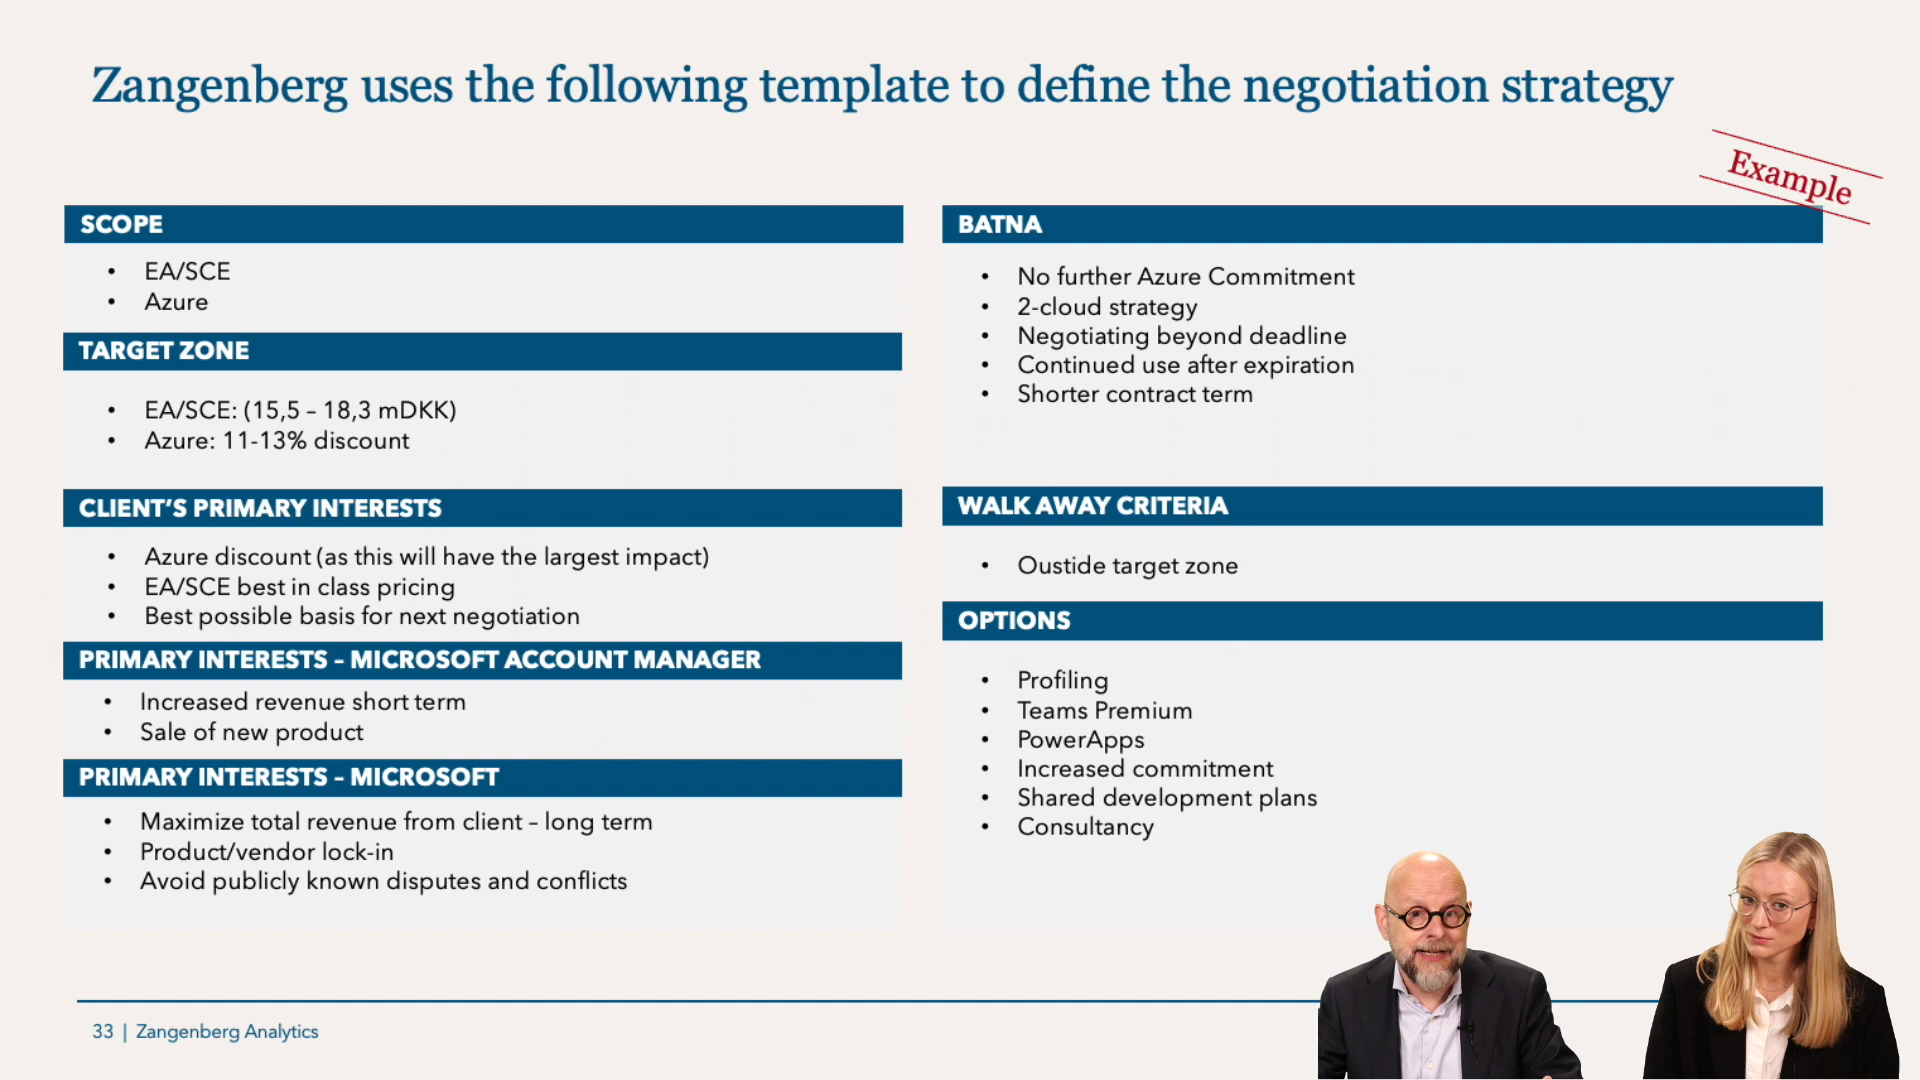 Zangenberg uses the following template to define the negotiation strategy
Example
SCOPE
• EA/SCE
• Azure
TARGET ZONE
• EA/SCE: (15,5 – 18,3 mDKK)
• Azure: 11-13% discount
CLIENT’S PRIMARY INTERESTS
• Azure discount (as this will have the largest impact)
• EA/SCE best in class pricing
• Best possible basis for next negotiation
PRIMARY INTERESTS – MICROSOFT ACCOUNT MANAGER
• Increased revenue short term
• Sale of new product
PRIMARY INTERESTS – MICROSOFT
• Maximize total revenue from client – long term
• Product/vendor lock-in
• Avoid publicly known disputes and conflicts
BATNA
• No further Azure Commitment
• 2-cloud strategy
• Negotiating beyond deadline
• Continued use after expiration
• Shorter contract term
WALK AWAY CRITERIA
• Oustide target zone
OPTIONS
• Profiling
• Teams Premium
• PowerApps
• Increased commitment
• Shared development plans
• Consultancy
33 | Zangenberg Analytics